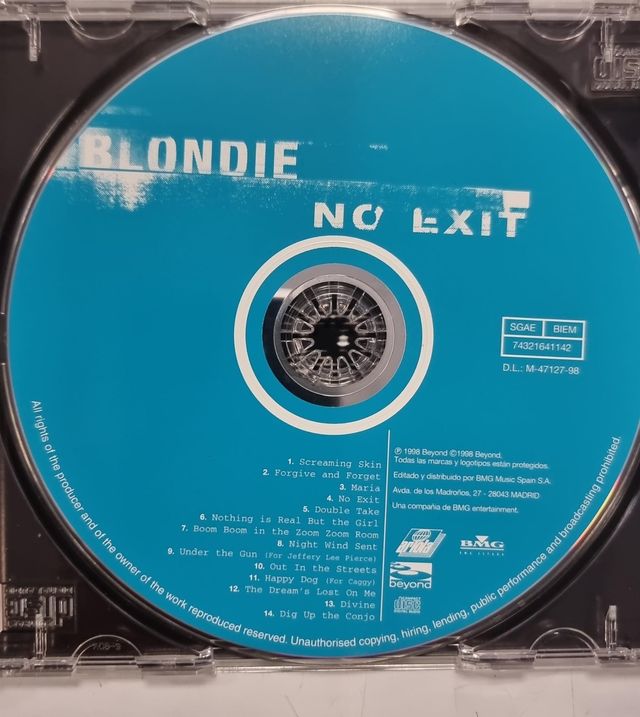 BLONDIE
NO EXIT
SGAE BIEM
74321641142
D.L.: M-47127-98
℗ 1998 Beyond ©1998 Beyond.
Todas las marcas y logotipos están protegidos.
Editado y distribuido por BMG Music Spain S.A.
Avda. de los Madroños, 27 - 28043 MADRID
Una compañia de BMG entertainment.
1. Screaming Skin
2. Forgive and Forget
3. Maria
4. No Exit
5. Double Take
6. Nothing is Real But the Girl
7. Boom Boom in the Zoom Zoom Room
8. Night Wind Sent
9. Under the Gun (For Jeffery Lee Pierce)
10. Out In the Streets
11. Happy Dog (For Caggy)
12. The Dream's Lost On Me
13. Divine
14. Dig Up the Conjo
ariola
BMG
beyond
All rights of the producer and of the owner of the work reproduced reserved. Unauthorised copying, hiring, lending, public performance and broadcasting prohibited.